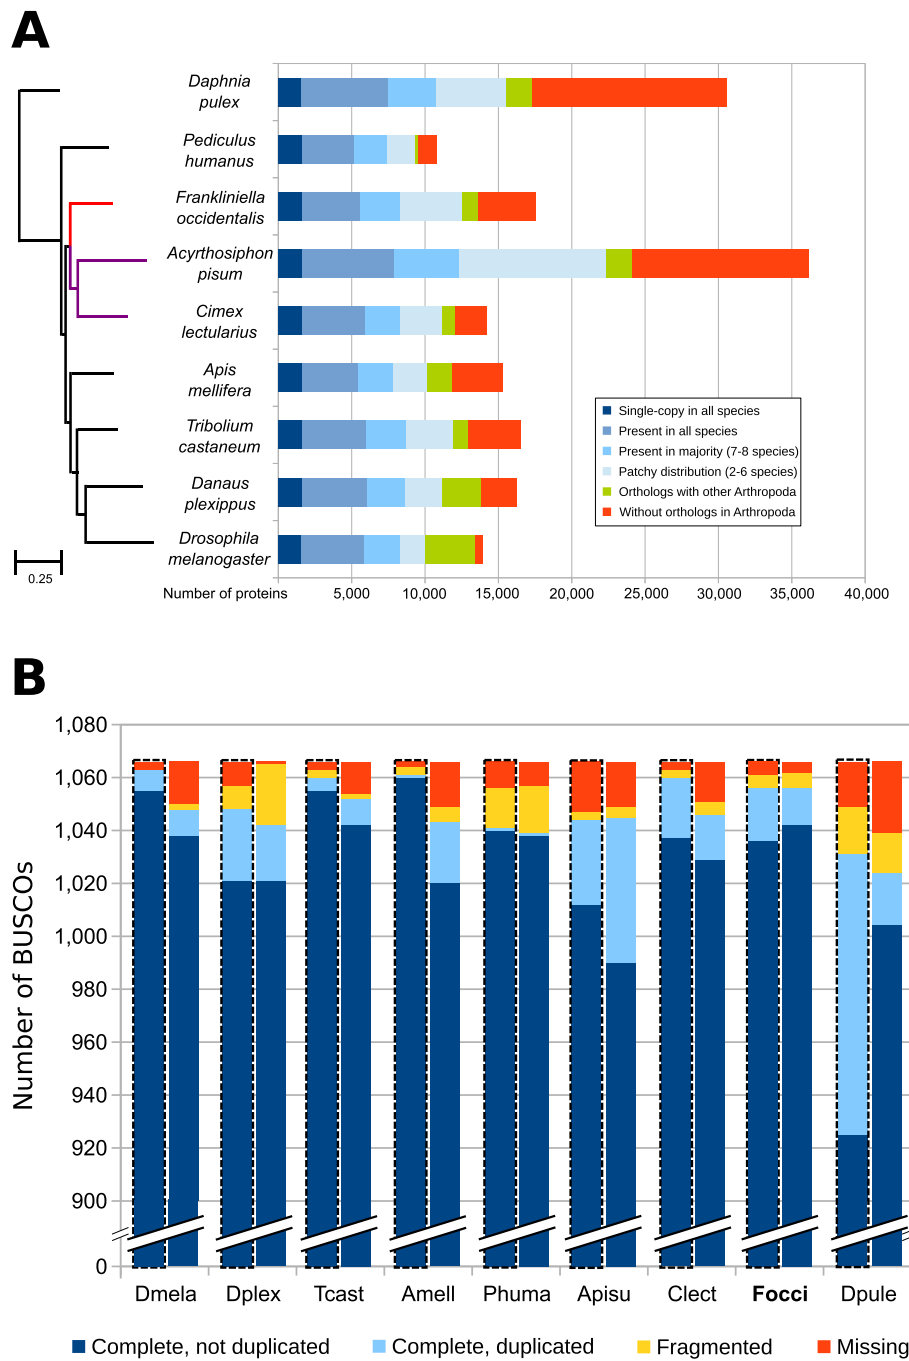 A
Daphnia
pulex
Pediculus
humanus
Frankliniella
occidentalis
Acyrthosiphon
pisum
Cimex
lectularius
Apis
mellifera
Tribolium
castaneum
Danaus
plexippus
Drosophila
melanogaster
Single-copy in all species
Present in all species
Present in majority (7-8 species)
Patchy distribution (2-6 species)
Orthologs with other Arthropoda
Without orthologs in Arthropoda
0.25
Number of proteins 5,000 10,000 15,000 20,000 25,000 30,000 35,000 40,000
B
Number of BUSCOs
1,080
1,060
1,040
1,020
1,000
980
960
940
920
900
0
Dmela Dplex Tcast Amell Phuma Apisu Clect Focci Dpule
Complete, not duplicated Complete, duplicated Fragmented Missing